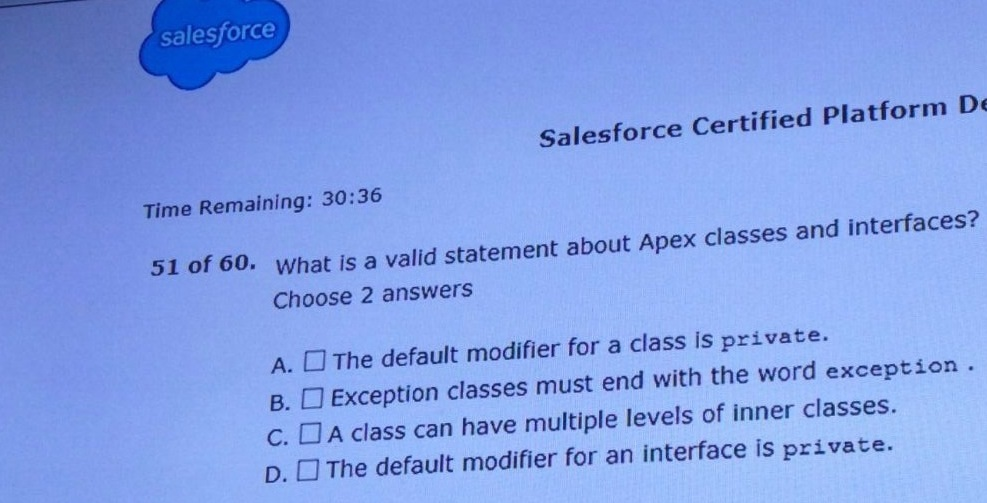 salesforce
Salesforce Certified Platform
Time Remaining: 30:36
51 of 60. What is a valid statement about Apex classes and interfaces?
Choose 2 answers
A. The default modifier for a class is private.
B. Exception classes must end with the word exception .
C. A class can have multiple levels of inner classes.
D. The default modifier for an interface is private.